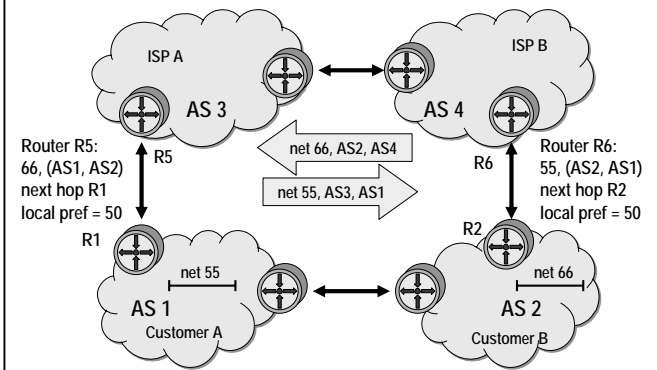 ISP A
ISP B
AS 3
AS 4
Router R5:
66, (AS1, AS2)
next hop R1
local pref = 50
R5
net 66, AS2, AS4
net 55, AS3, AS1
R6
Router R6:
55, (AS2, AS1)
next hop R2
local pref = 50
R1
R2
net 55
net 66
AS 1
AS 2
Customer A
Customer B